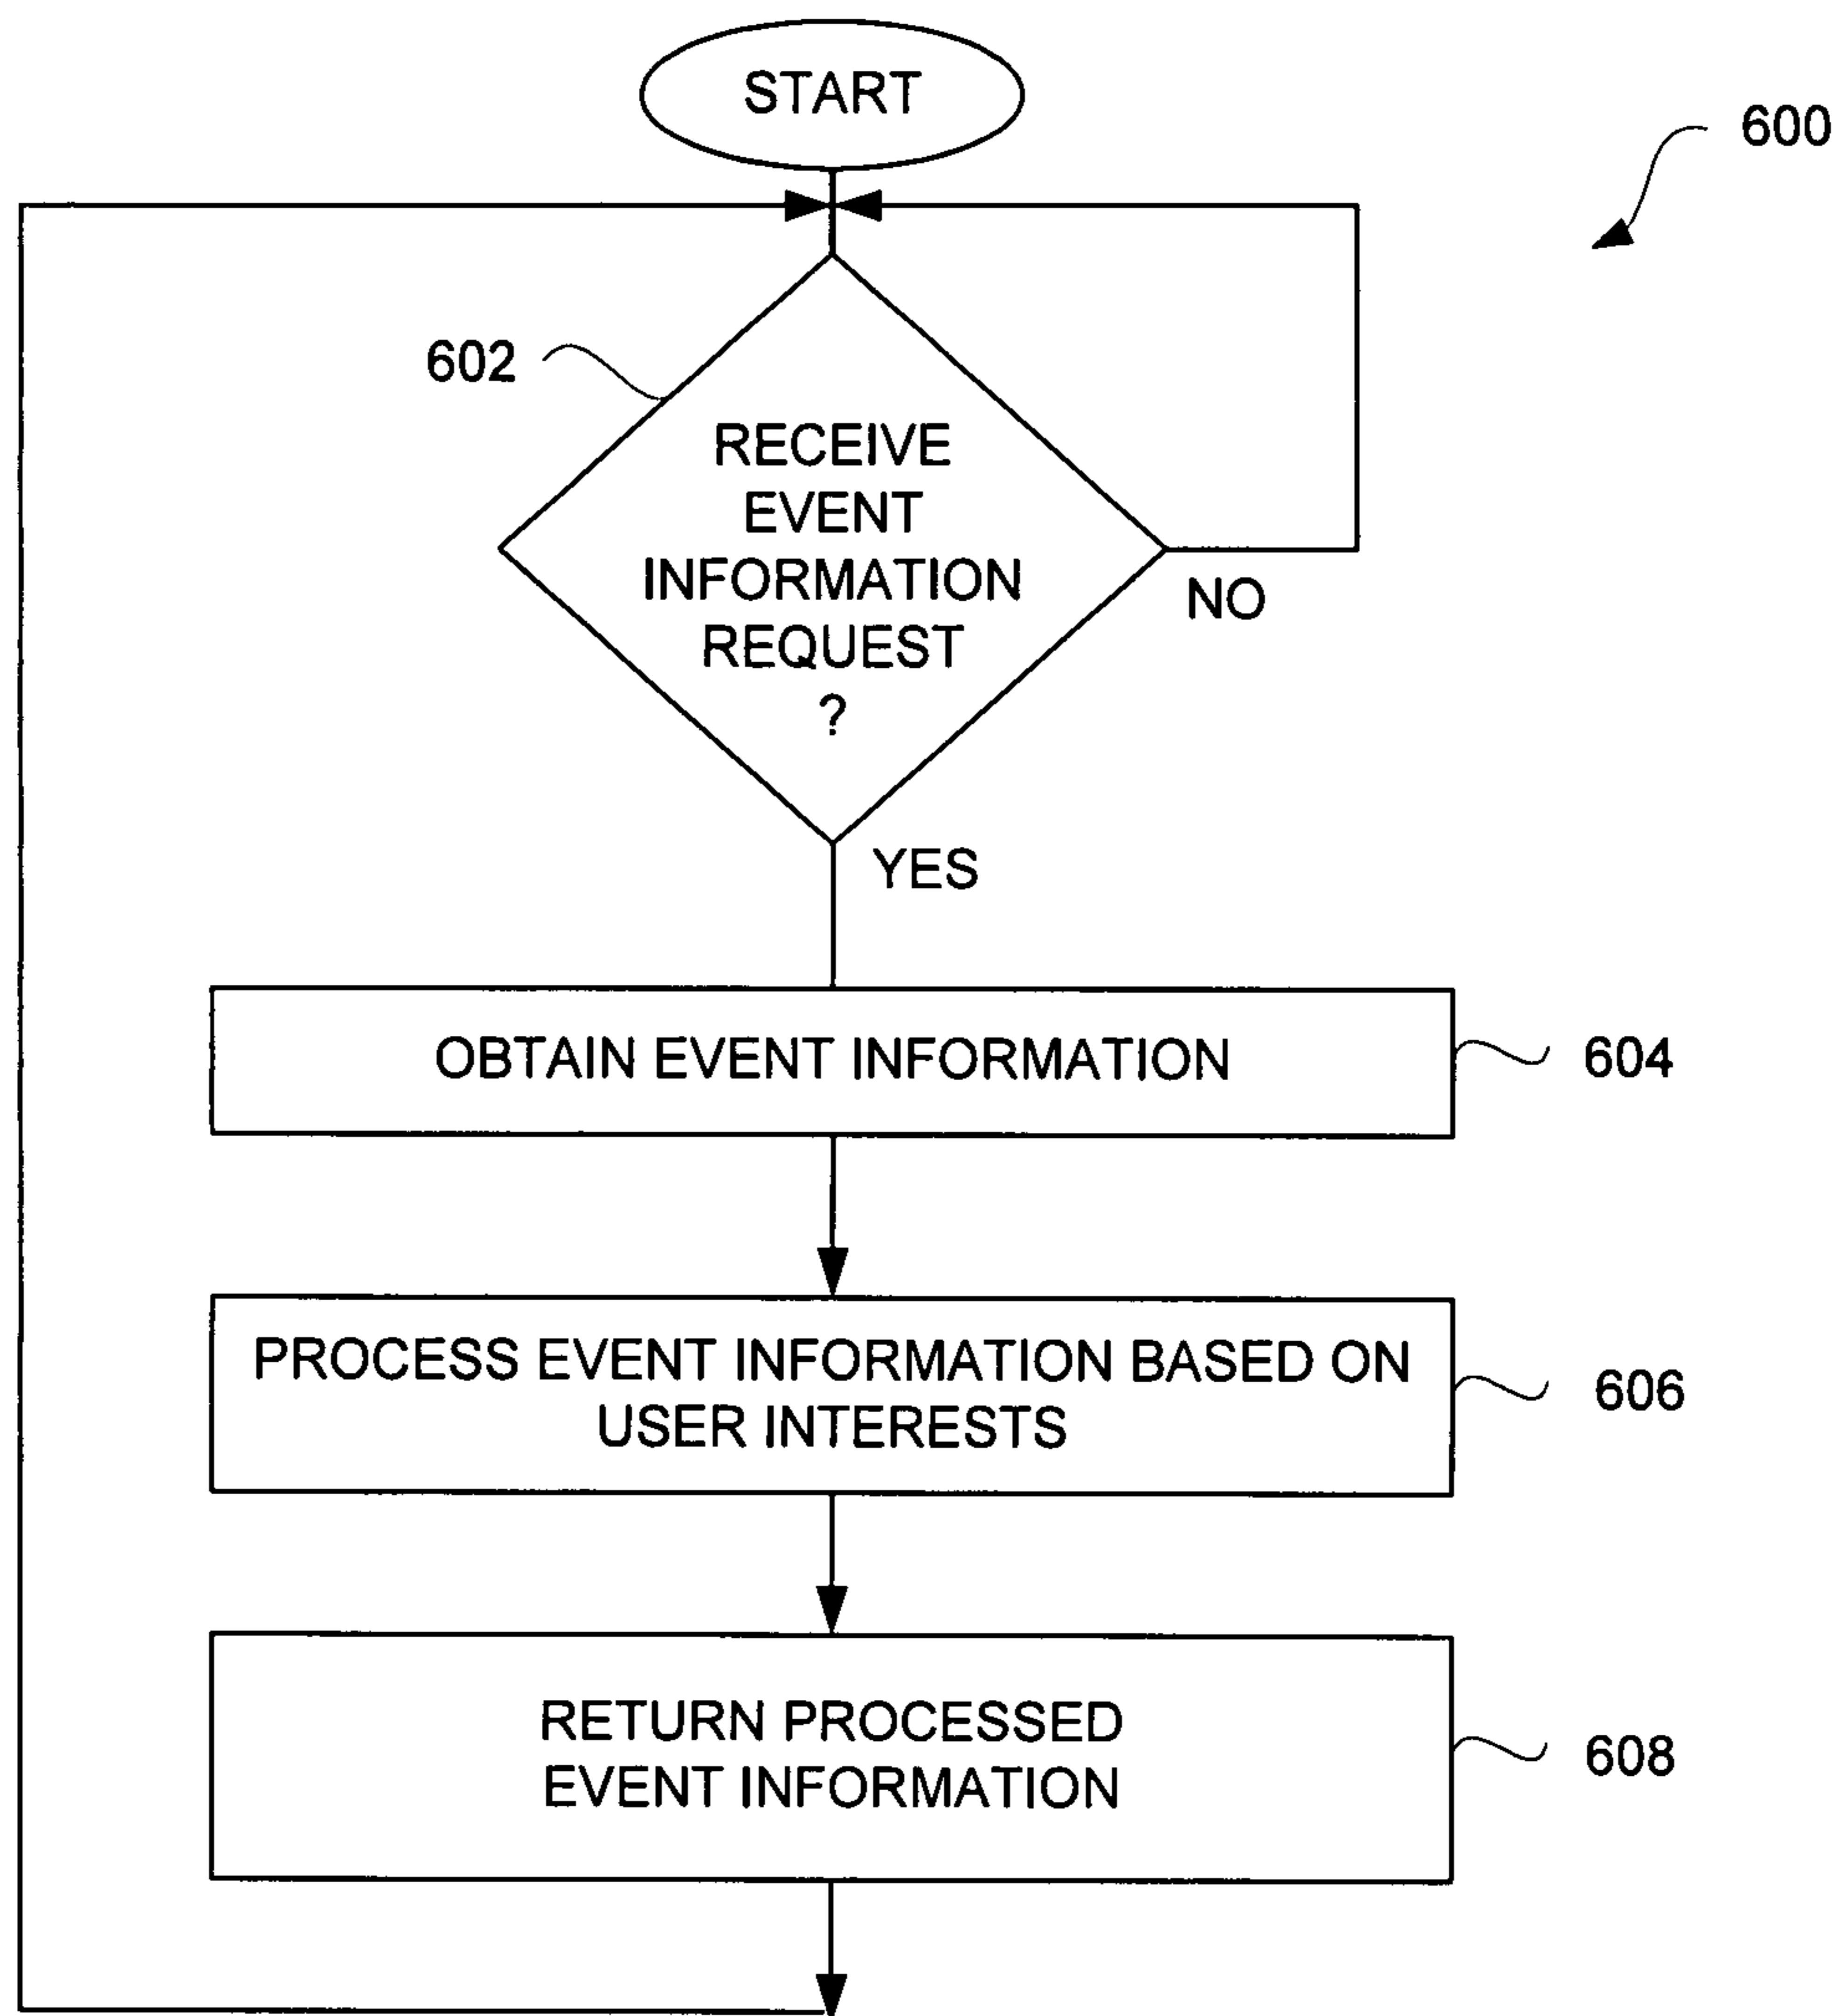 START
600
602
RECEIVE
EVENT
INFORMATION
REQUEST
?
NO
YES
OBTAIN EVENT INFORMATION
604
PROCESS EVENT INFORMATION BASED ON
USER INTERESTS
606
RETURN PROCESSED
EVENT INFORMATION
608